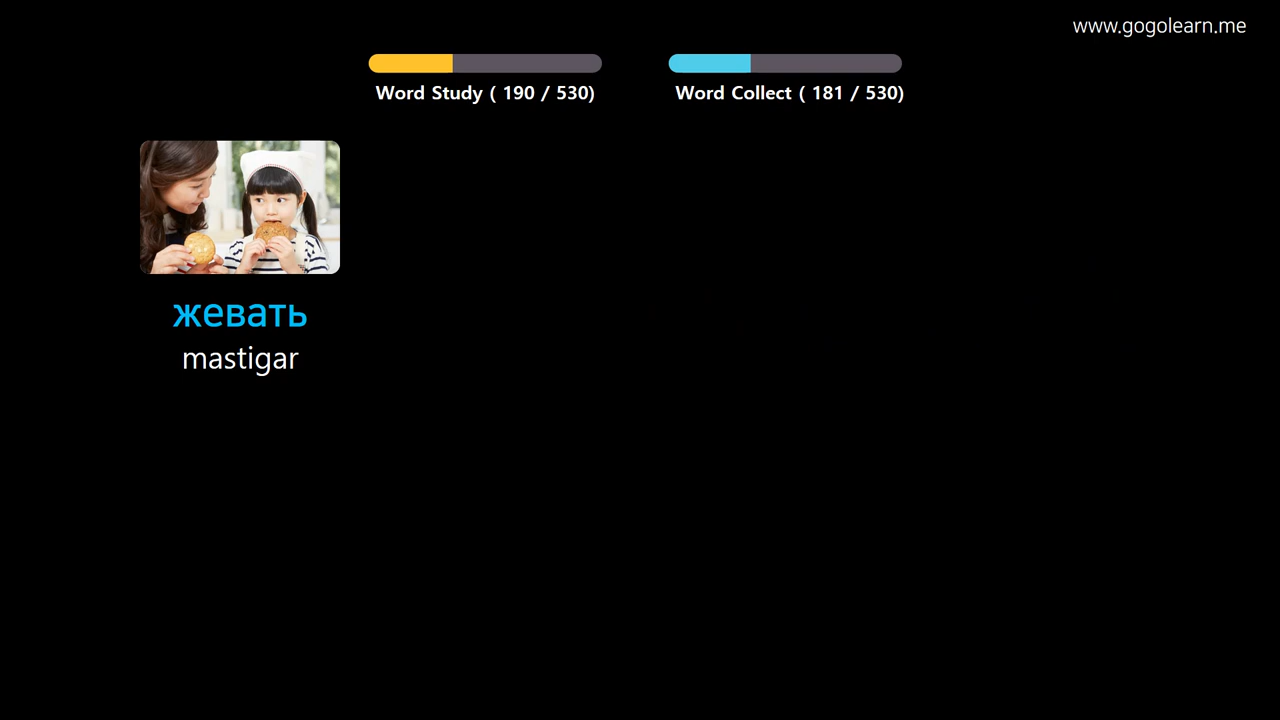 www.gogolearn.me
Word Study ( 190 / 530)
Word Collect ( 181 / 530)
жевать
mastigar